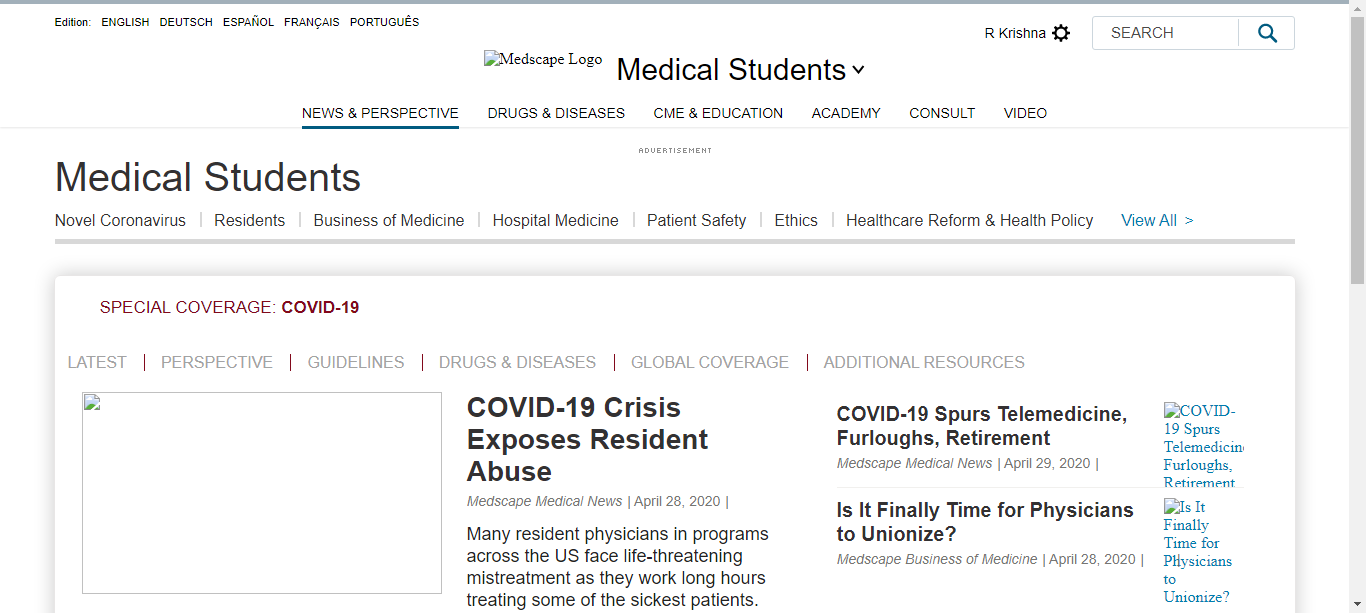 Edition: ENGLISH DEUTSCH ESPAÑOL FRANÇAIS PORTUGUÊS
R Krishna SEARCH
Medscape Logo Medical Students
NEWS & PERSPECTIVE DRUGS & DISEASES CME & EDUCATION ACADEMY CONSULT VIDEO
ADVERTISEMENT
Medical Students
Novel Coronavirus | Residents | Business of Medicine | Hospital Medicine | Patient Safety | Ethics | Healthcare Reform & Health Policy View All >
SPECIAL COVERAGE: COVID-19
LATEST | PERSPECTIVE | GUIDELINES | DRUGS & DISEASES | GLOBAL COVERAGE | ADDITIONAL RESOURCES
COVID-19 Crisis
Exposes Resident
Abuse
Medscape Medical News | April 28, 2020 |
Many resident physicians in programs
across the US face life-threatening
mistreatment as they work long hours
treating some of the sickest patients.
COVID-19 Spurs Telemedicine,
Furloughs, Retirement
Medscape Medical News | April 29, 2020 |
COVID-
19 Spurs
Telemedicine
Furloughs,
Retirement
Is It Finally Time for Physicians
to Unionize?
Medscape Business of Medicine | April 28, 2020 |
Is It
Finally
Time for
Physicians
to
Unionize?